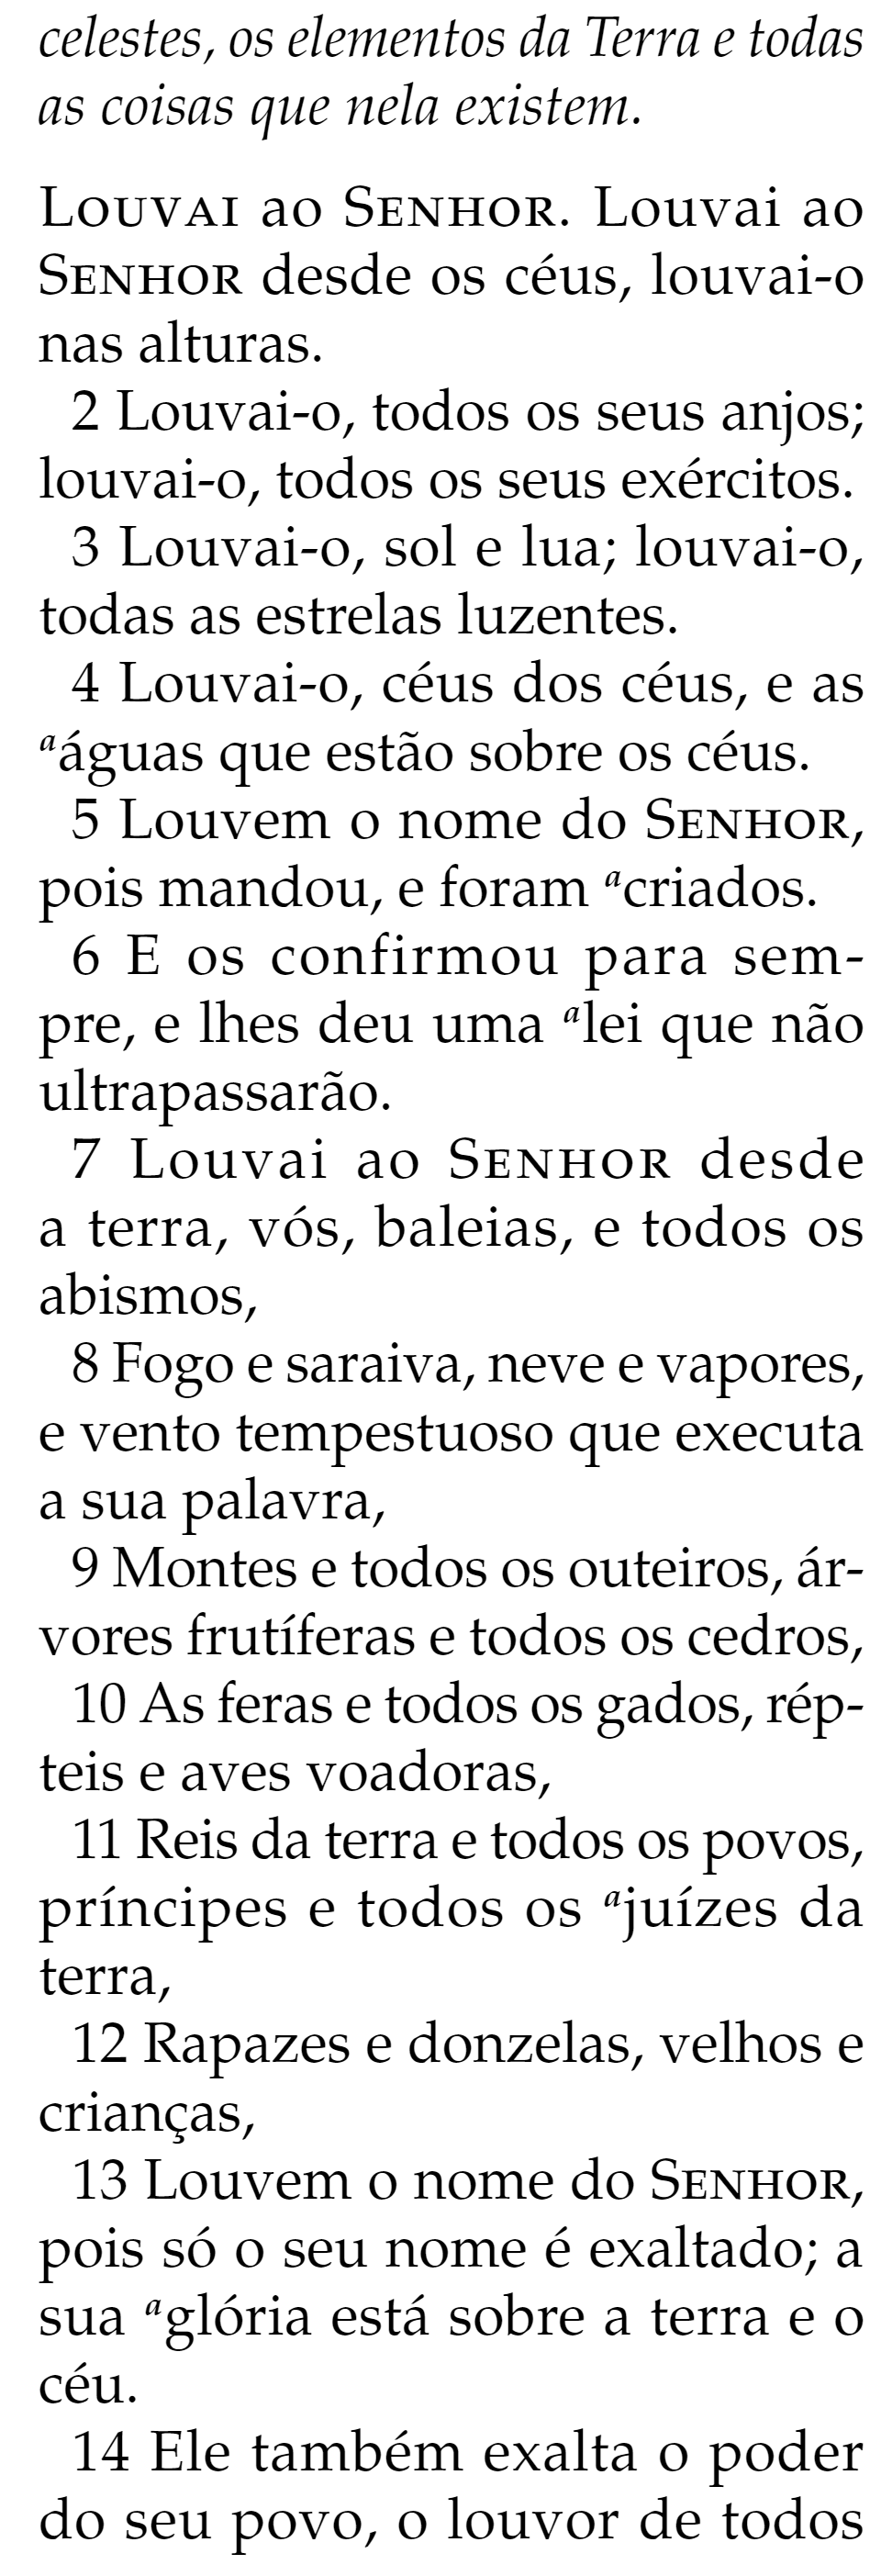 celestes, os elementos da Terra e todas
as coisas que nela existem.
LOUVAI ao SENHOR. Louvai ao
SENHOR desde os céus, louvai-o
nas alturas.
2 Louvai-o, todos os seus anjos;
louvai-o, todos os seus exércitos.
3 Louvai-o, sol e lua; louvai-o,
todas as estrelas luzentes.
4 Louvai-o, céus dos céus, e as
aáguas que estão sobre os céus.
5 Louvem o nome do SENHOR,
pois mandou, e foram acriados.
6 E os confirmou para sem-
pre, e lhes deu uma alei que não
ultrapassarão.
7 Louvai ao SENHOR desde
a terra, vós, baleias, e todos os
abismos,
8 Fogo e saraiva, neve e vapores,
e vento tempestuoso que executa
a sua palavra,
9 Montes e todos os outeiros, ár-
vores frutíferas e todos os cedros,
10 As feras e todos os gados, rép-
teis e aves voadoras,
11 Reis da terra e todos os povos,
príncipes e todos os ajuízes da
terra,
12 Rapazes e donzelas, velhos e
crianças,
13 Louvem o nome do SENHOR,
pois só o seu nome é exaltado; a
sua aglória está sobre a terra e o
céu.
14 Ele também exalta o poder
do seu povo, o louvor de todos